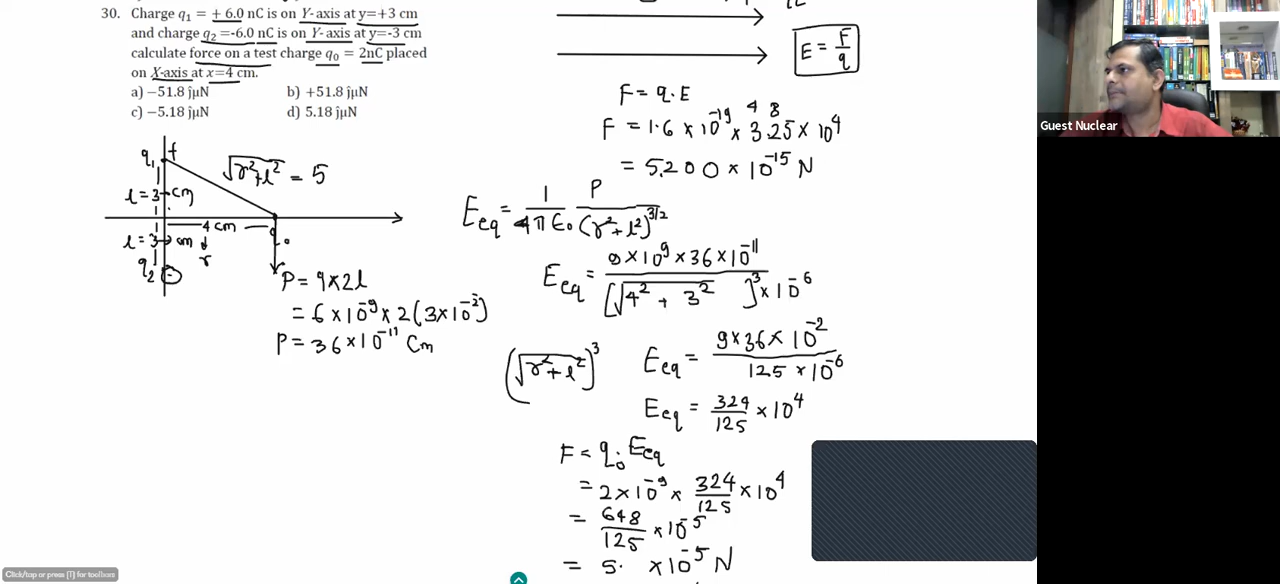 30. Charge q₁ = + 6.0 nC is on Y-axis at y=+3 cm
and charge q₂ =-6.0 nC is on Y-axis at y=-3 cm
calculate force on a test charge q₀ = 2nC placed
on X-axis at x=4 cm.
a) −51.8 ĵμN b) +51.8 ĵμN
c) −5.18 ĵμN d) 5.18 ĵμN
E = F/q
F = q·E
4 8
F = 1.6 × 10⁻¹⁹ × 3.25 × 10⁴
= 5.200 × 10⁻¹⁵ N
q₁ +
√(r²+l²) = 5
l = 3 cm
4 cm
r
l = 3 cm
q₂ ⊖
q₀
P = q×2l
= 6×10⁻⁹ × 2(3×10⁻²)
P = 36×10⁻¹¹ Cm
E_eq = 1/(4πε₀) P/(r²+l²)^(3/2)
E_eq = (9×10⁹×36×10⁻¹¹)/([√(4² + 3²)]³×10⁻⁶)
(√(r²+l²))³
E_eq = (9×36×10⁻²)/(125×10⁻⁶)
E_eq = 324/125 ×10⁴
F = q₀ E_eq
= 2×10⁻⁹ × 324/125 ×10⁴
= 648/125 ×10⁻⁵
= 5. ×10⁻⁵ N
Guest Nuclear
Click/tap or press [T] for toolbars